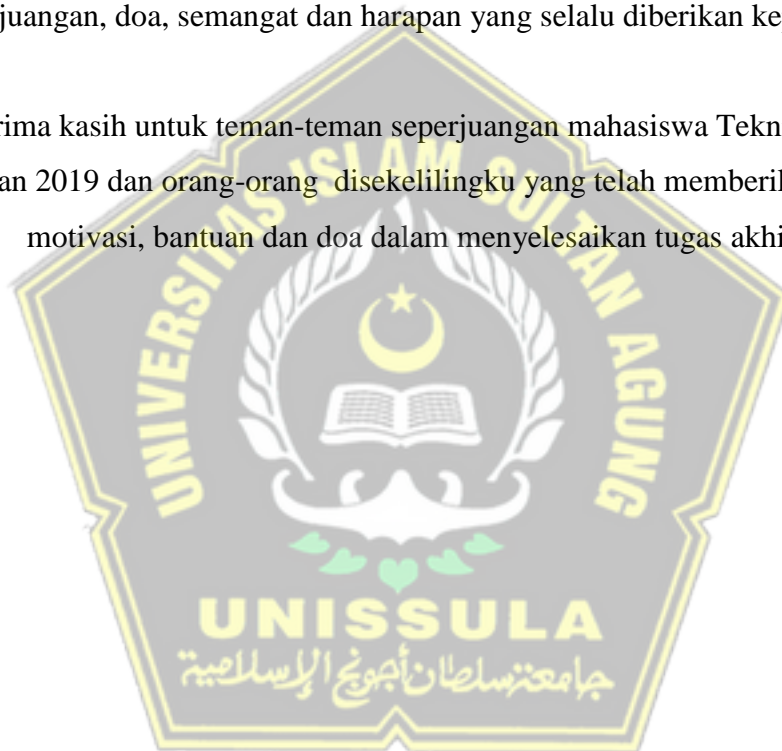 juangan, doa, semangat dan harapan yang selalu diberikan ke
rima kasih untuk teman-teman seperjuangan mahasiswa Tekn
an 2019 dan orang-orang disekelilingku yang telah memberi
motivasi, bantuan dan doa dalam menyelesaikan tugas akhi
UNIVERSITAS ISLAM SULTAN AGUNG
UNISSULA
جامعة سلطان أجونج الإسلامية